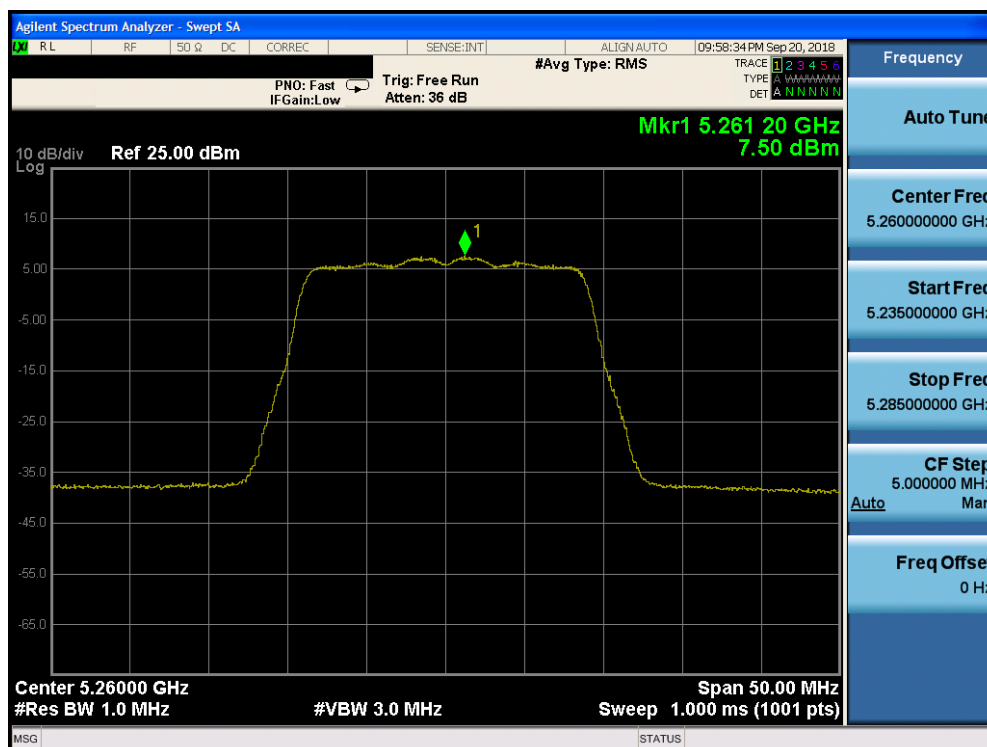 Agilent Spectrum Analyzer - Swept SA
LXI RL RF 50 Ω DC CORREC SENSE:INT ALIGN AUTO 09:58:34 PM Sep 20, 2018
#Avg Type: RMS TRACE 1 2 3 4 5 6
PNO: Fast Trig: Free Run TYPE A WWWWW
IFGain:Low Atten: 36 dB DET A N N N N N
Mkr1 5.261 20 GHz
7.50 dBm
10 dB/div Ref 25.00 dBm
Log
15.0
1
5.00
-5.00
-15.0
-25.0
-35.0
-45.0
-55.0
-65.0
Center 5.26000 GHz Span 50.00 MHz
#Res BW 1.0 MHz #VBW 3.0 MHz Sweep 1.000 ms (1001 pts)
MSG STATUS
Frequency
Auto Tune
Center Freq
5.260000000 GHz
Start Freq
5.235000000 GHz
Stop Freq
5.285000000 GHz
CF Step
5.000000 MHz
Auto Man
Freq Offset
0 Hz